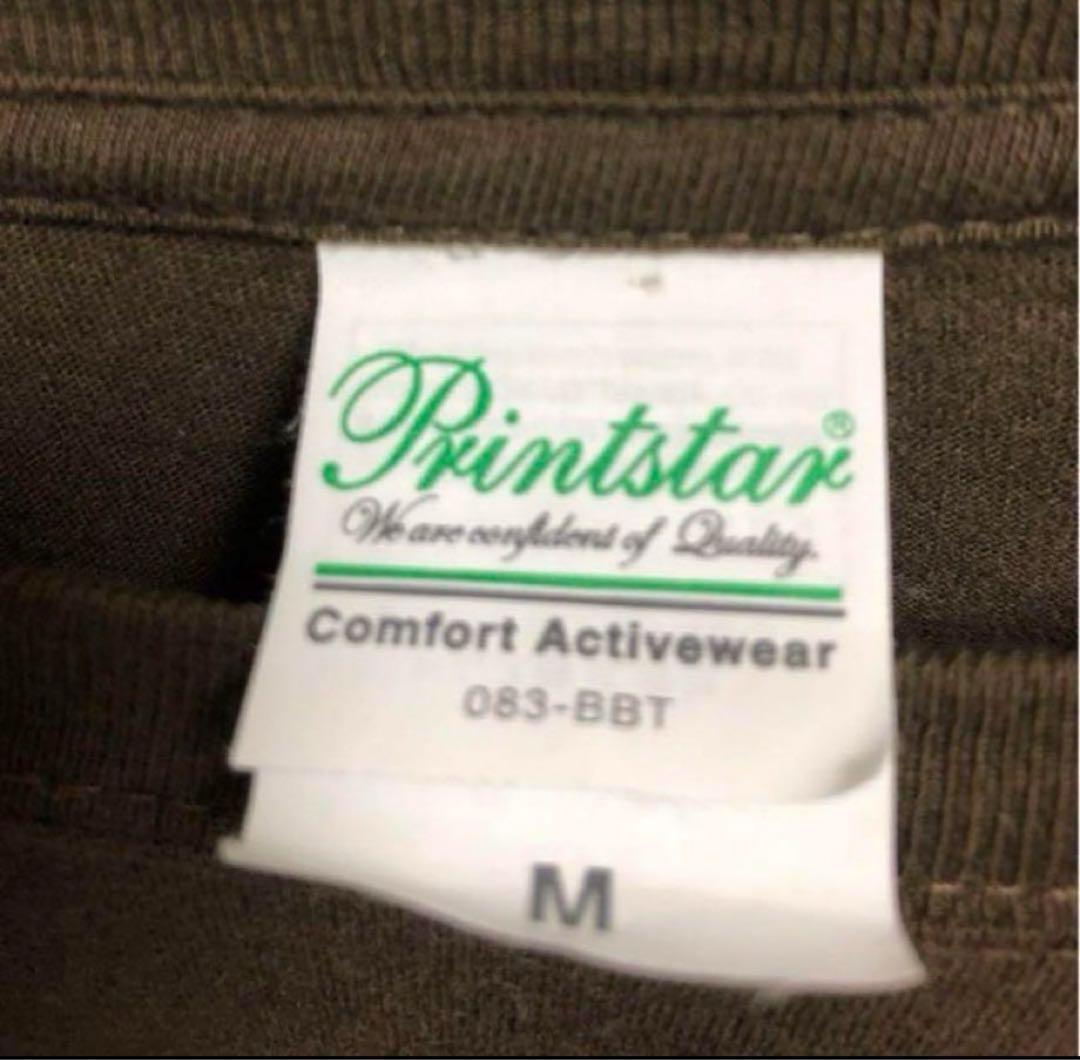 Printstar®
We are confident of Quality.
Comfort Activewear
083-BBT
M